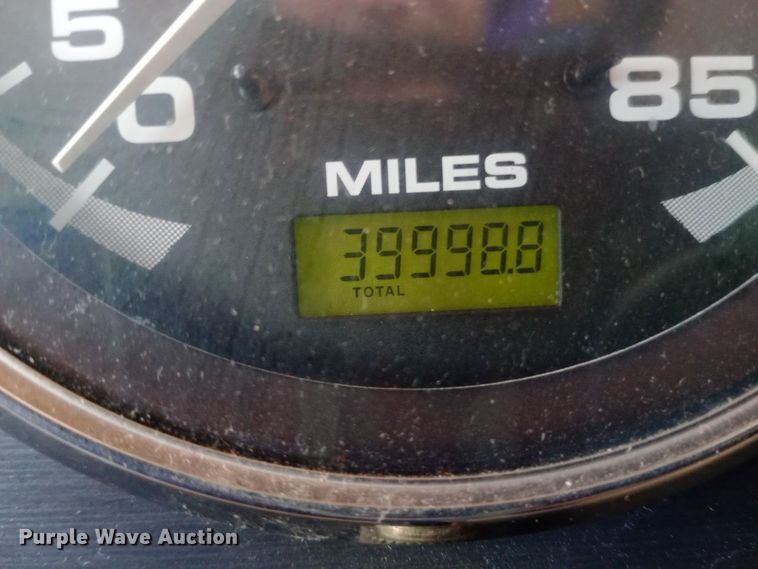 5
0
85
MILES
39998.8
TOTAL
Purple Wave Auction